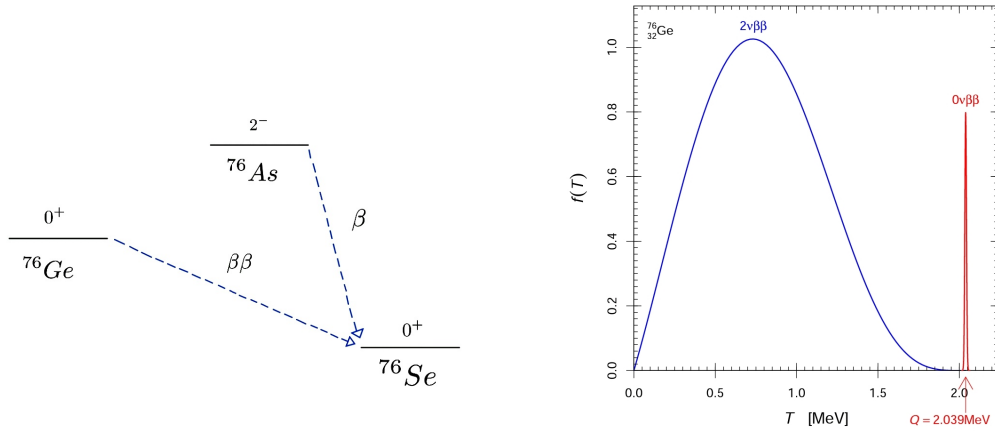 2⁻
⁷⁶As
0⁺
⁷⁶Ge
β
ββ
0⁺
⁷⁶Se
⁷⁶₃₂Ge
2νββ
0νββ
f(T)
1.0
0.8
0.6
0.4
0.2
0.0
0.0 0.5 1.0 1.5 2.0
T [MeV]
Q = 2.039MeV